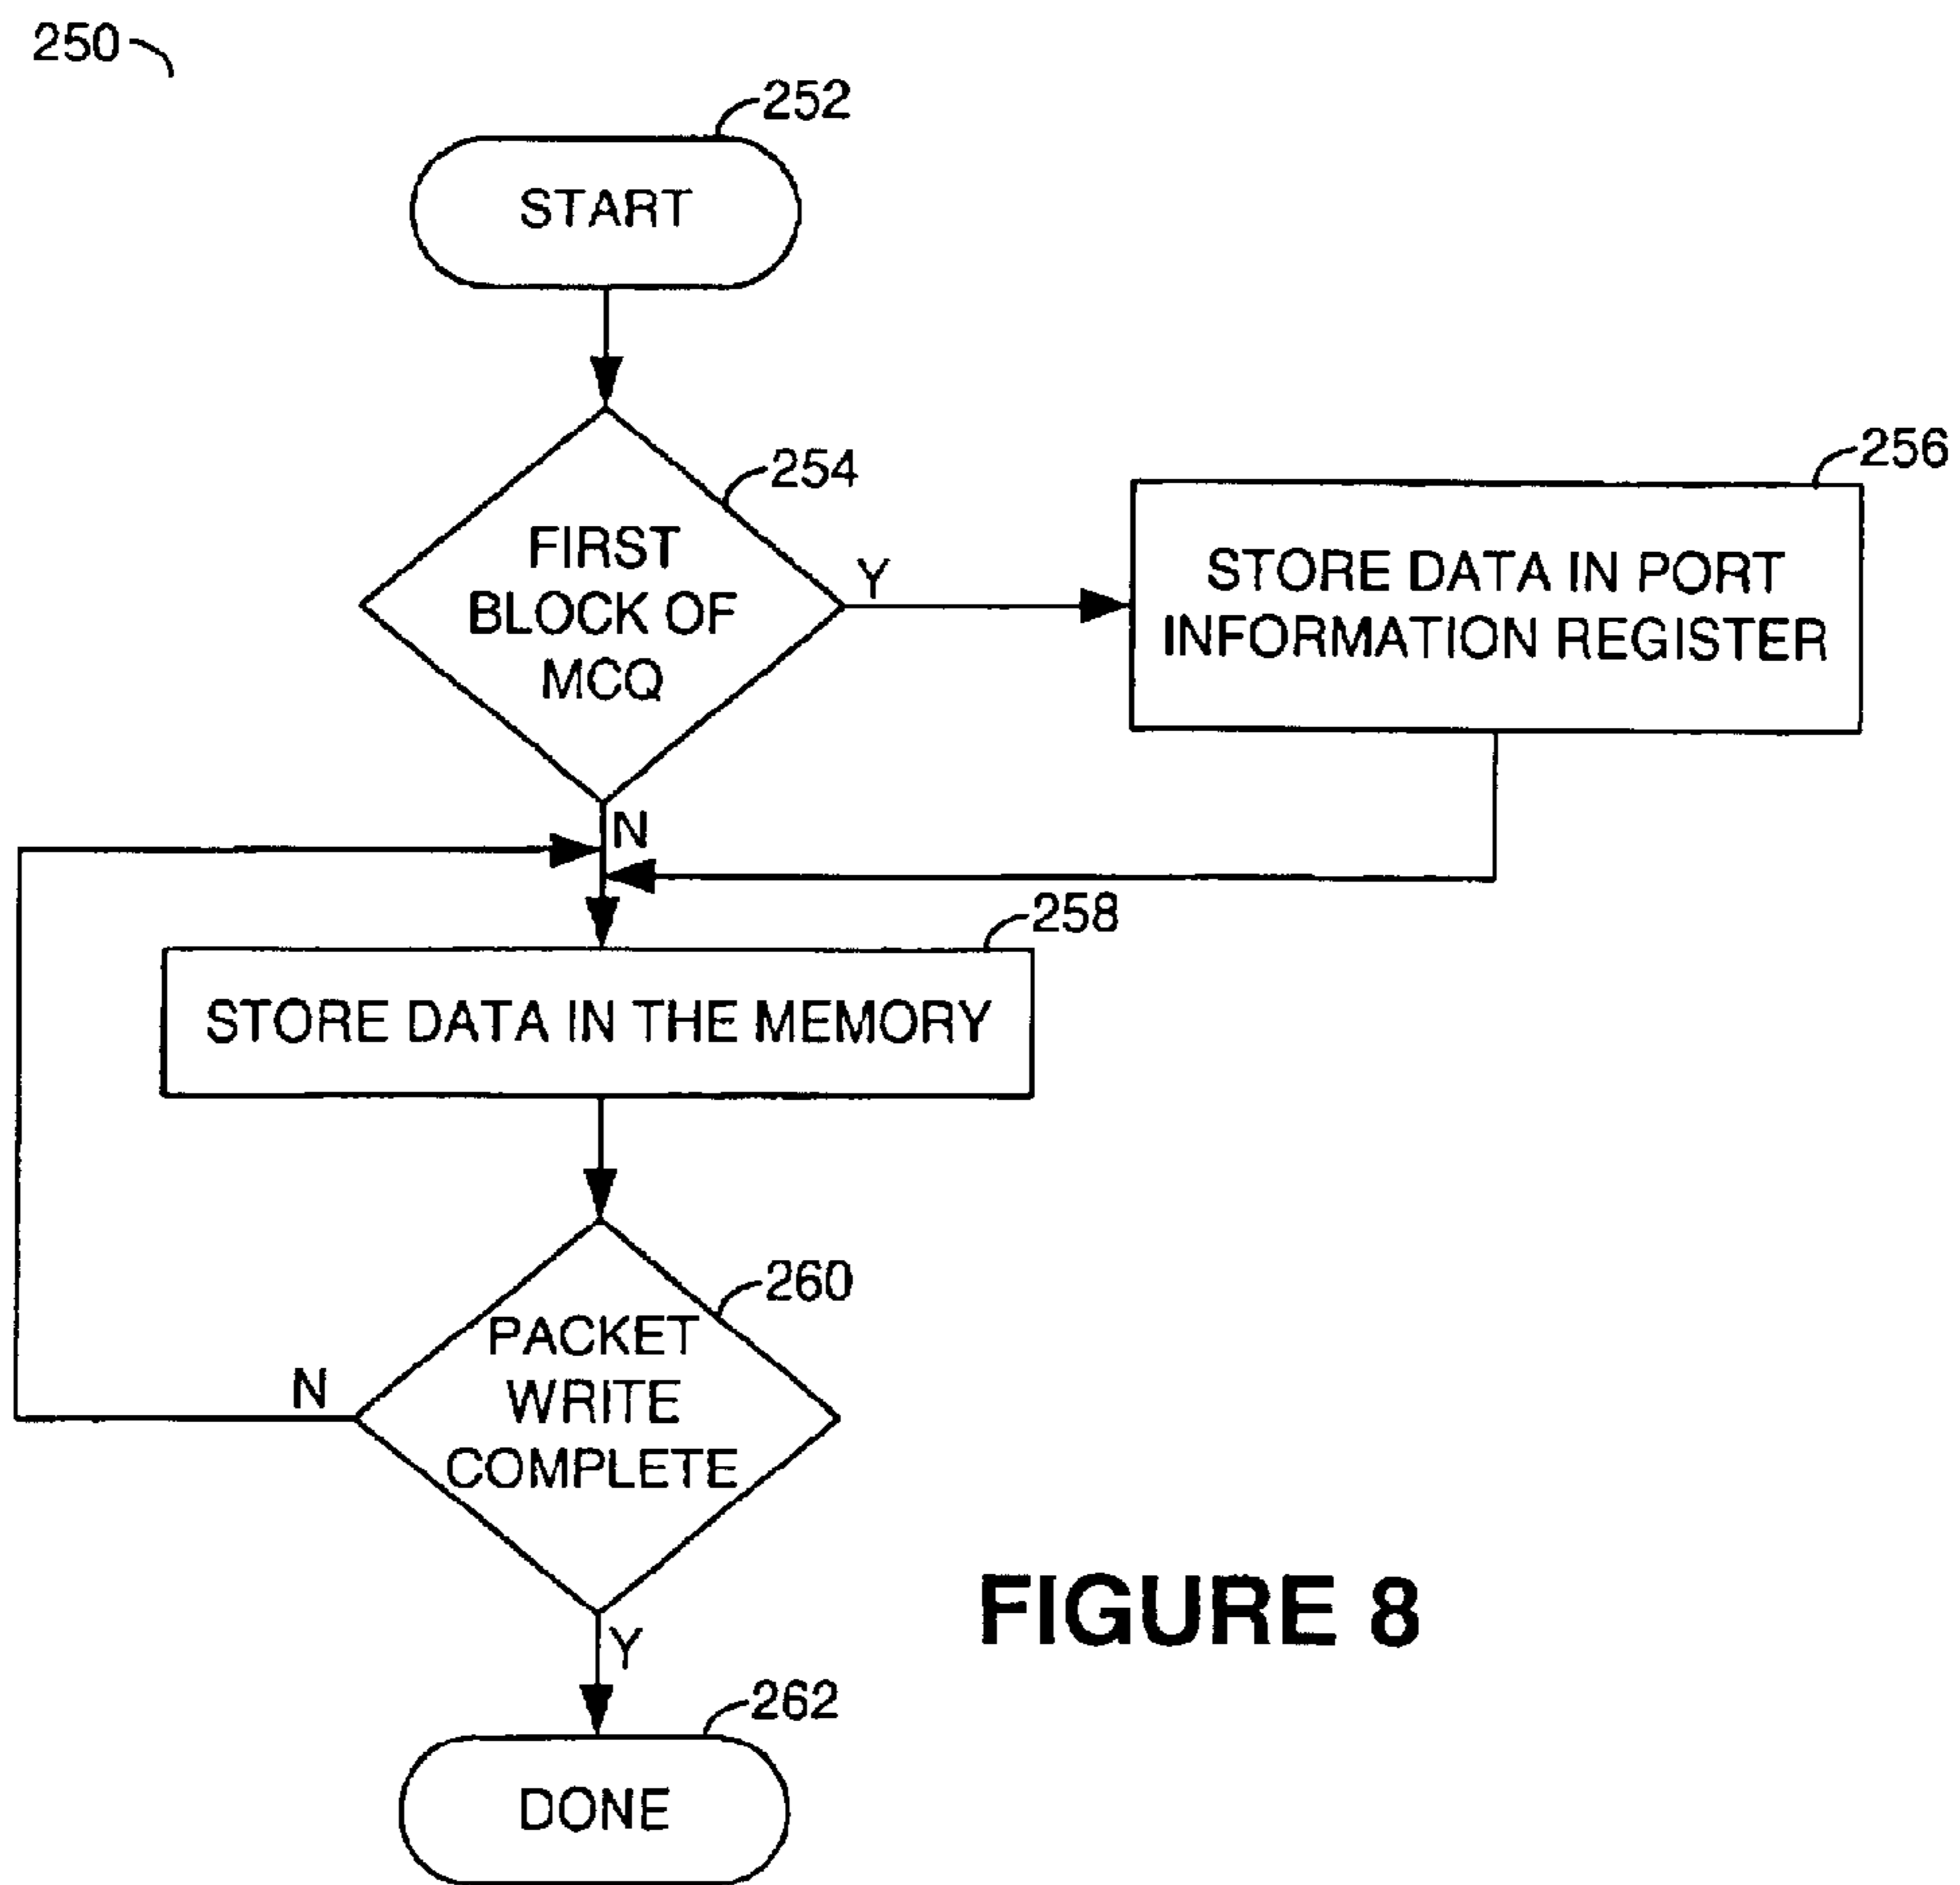 250
252
START
254
FIRST
BLOCK OF
MCQ
Y
256
STORE DATA IN PORT
INFORMATION REGISTER
N
258
STORE DATA IN THE MEMORY
260
PACKET
WRITE
COMPLETE
N
Y
FIGURE 8
262
DONE